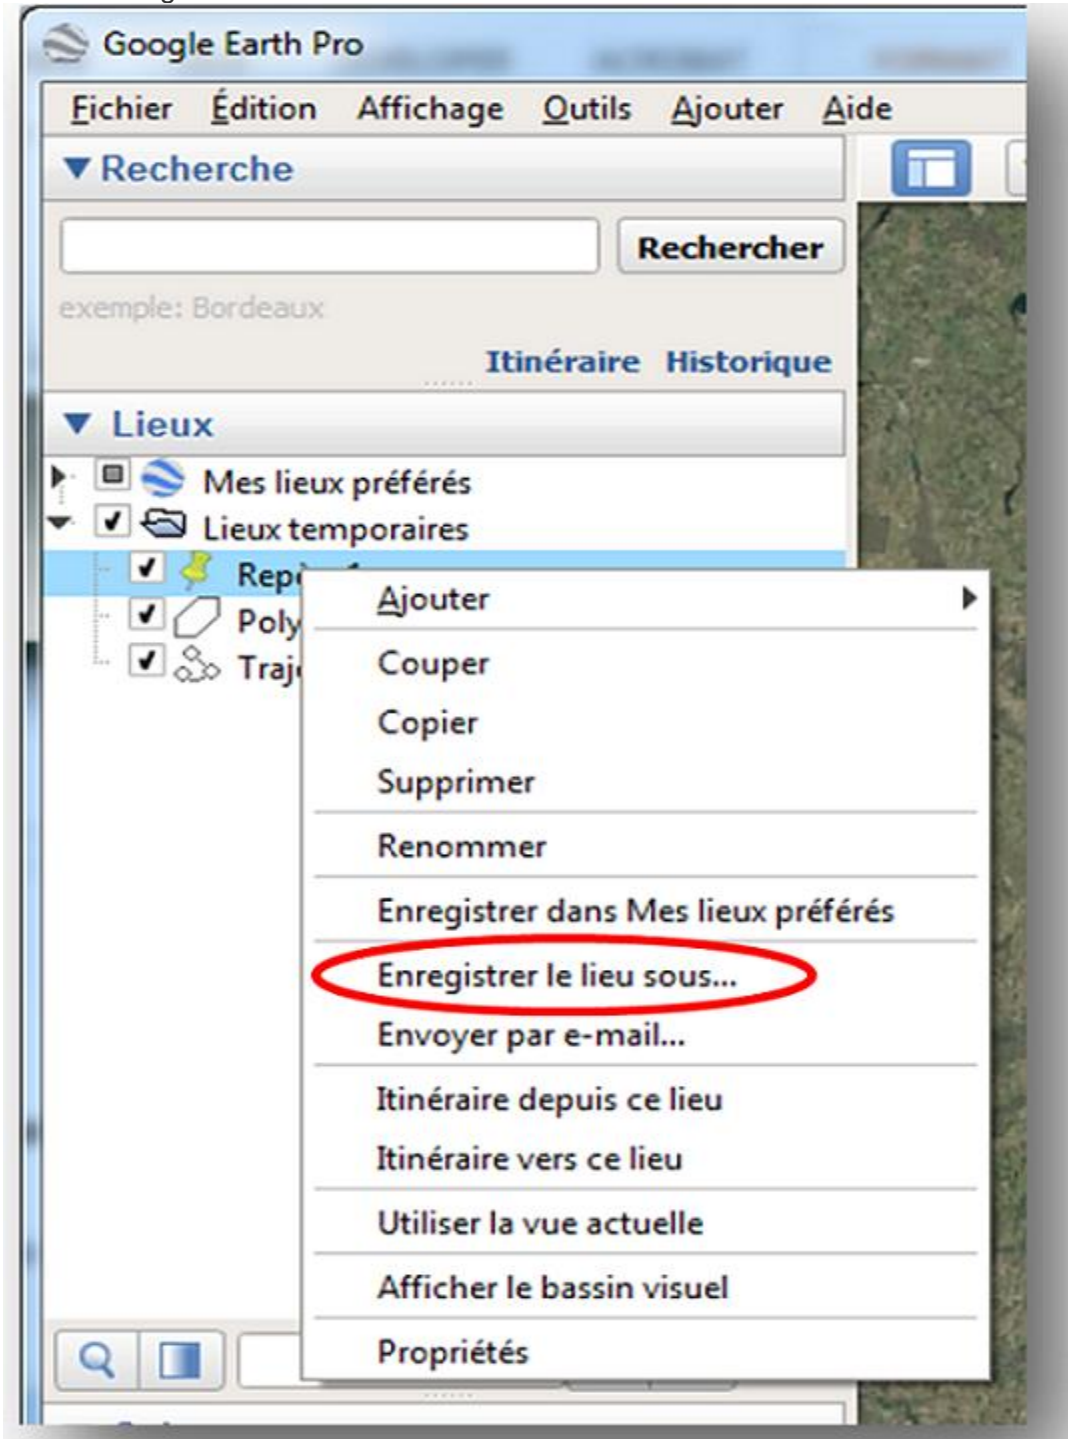 Google Earth Pro
Fichier Édition Affichage Outils Ajouter Aide
Recherche
Rechercher
exemple: Bordeaux
Itinéraire Historique
Lieux
Mes lieux préférés
Lieux temporaires
Ajouter
Couper
Copier
Supprimer
Renommer
Enregistrer dans Mes lieux préférés
Enregistrer le lieu sous...
Envoyer par e-mail...
Itinéraire depuis ce lieu
Itinéraire vers ce lieu
Utiliser la vue actuelle
Afficher le bassin visuel
Propriétés